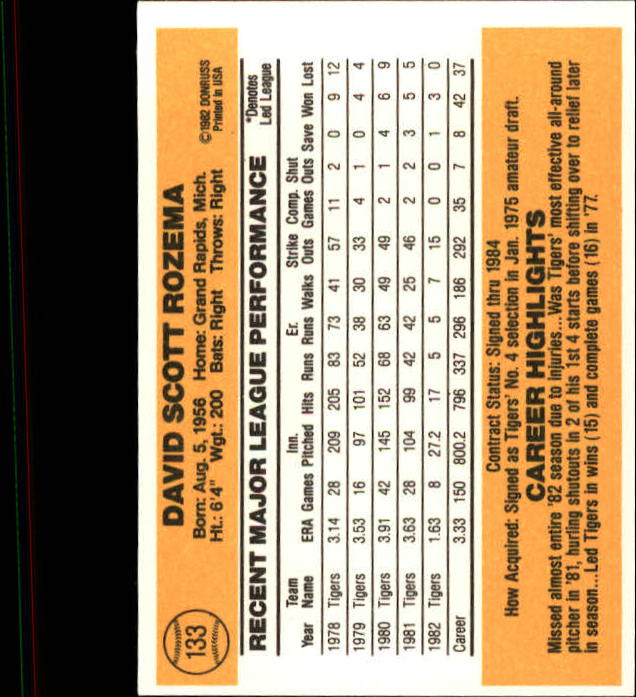 133
DAVID SCOTT ROZEMA
Born: Aug. 5, 1956 Home: Grand Rapids, Mich.
Ht.: 6'4" Wgt.: 200 Bats: Right Throws: Right
©1982 DONRUSS
Printed in USA
RECENT MAJOR LEAGUE PERFORMANCE
*Denotes
Led League
Team Inn. Er. Strike Comp. Shut
Year Name ERA Games Pitched Hits Runs Runs Walks Outs Games Outs Save Won Lost
1978 Tigers 3.14 28 209 205 83 73 41 57 11 2 0 9 12
1979 Tigers 3.53 16 97 101 52 38 30 33 4 1 0 4 4
1980 Tigers 3.91 42 145 152 68 63 49 49 2 1 4 6 9
1981 Tigers 3.63 28 104 99 42 42 25 46 2 2 3 5 5
1982 Tigers 1.63 8 27.2 17 5 5 7 15 0 0 1 3 0
Career 3.33 150 800.2 796 337 296 186 292 35 7 8 42 37
Contract Status: Signed thru 1984
How Acquired: Signed as Tigers' No. 4 selection in Jan. 1975 amateur draft.
CAREER HIGHLIGHTS
Missed almost entire '82 season due to injuries...Was Tigers' most effective all-around
pitcher in '81, hurling shutouts in 2 of his 1st 4 starts before shifting over to relief later
in season....Led Tigers in wins (15) and complete games (16) in '77.